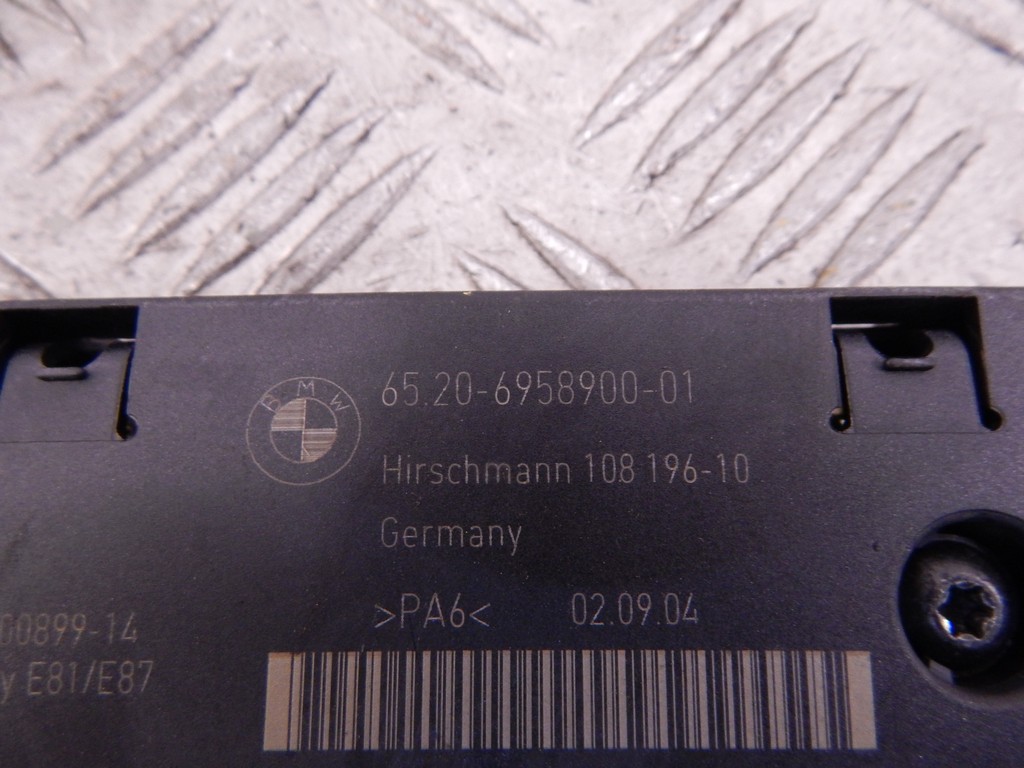 BMW
65.20-6958900-01
Hirschmann 108 196-10
Germany
>PA6< 02.09.04
00899-14
y E81/E87